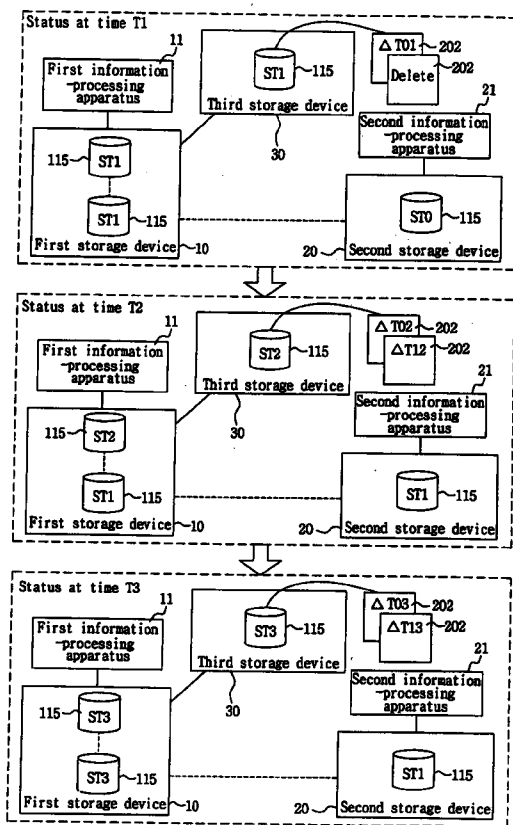 Status at time T1
11
First information
-processing
apparatus
ST1
115
Third storage device
30
△T01
202
Delete
202
21
Second information
-processing
apparatus
115
ST1
ST1
115
First storage device
10
ST0
115
20
Second storage device
Status at time T2
11
First information
-processing
apparatus
ST2
115
Third storage device
30
△T02
202
△T12
202
21
Second information
-processing
apparatus
115
ST2
ST1
115
First storage device
10
ST1
115
20
Second storage device
Status at time T3
11
First information
-processing
apparatus
ST3
115
Third storage device
30
△T03
202
△T13
202
21
Second information
-processing
apparatus
115
ST3
ST3
115
First storage device
10
ST1
115
20
Second storage device